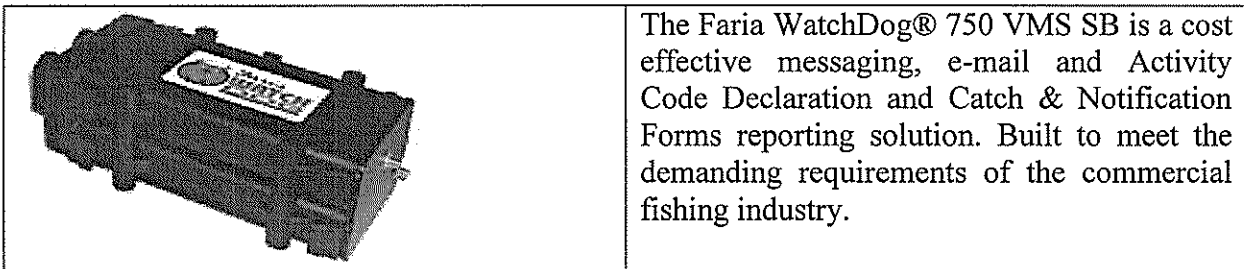 The Faria WatchDog® 750 VMS SB is a cost
effective messaging, e-mail and Activity
Code Declaration and Catch & Notification
Forms reporting solution. Built to meet the
demanding requirements of the commercial
fishing industry.